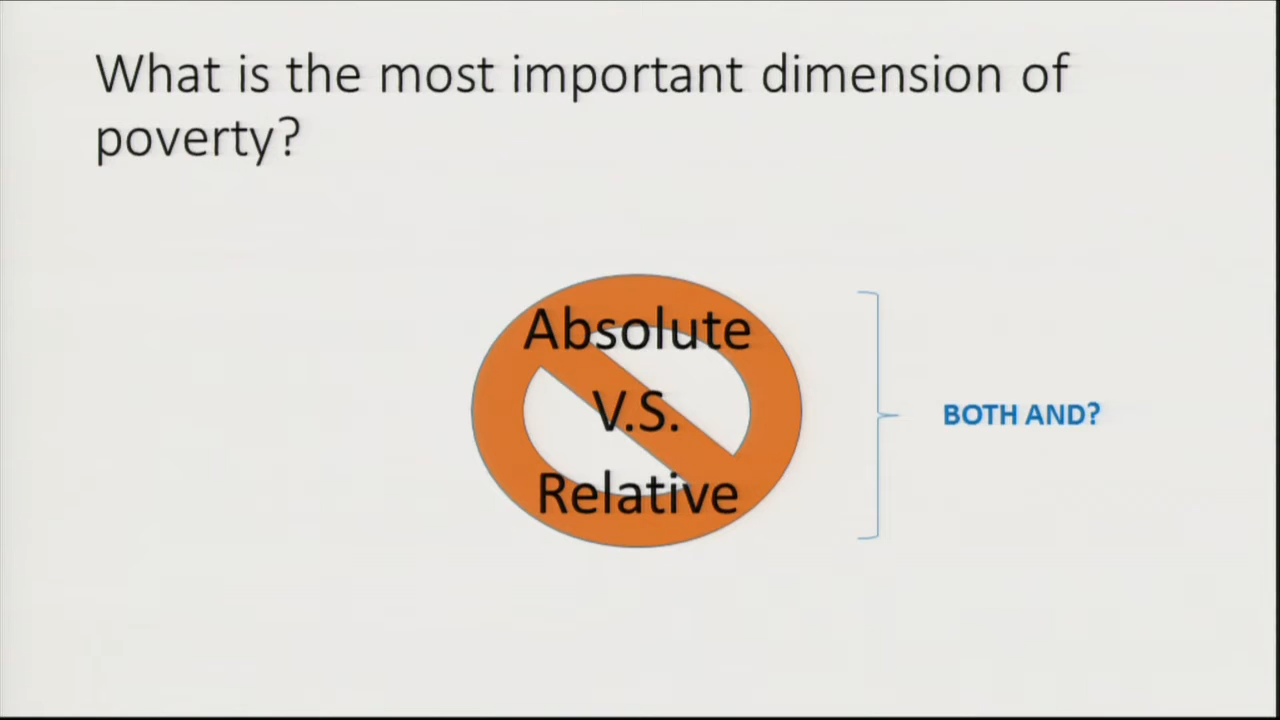 What is the most important dimension of
poverty?
Absolute
V.S.
Relative
BOTH AND?